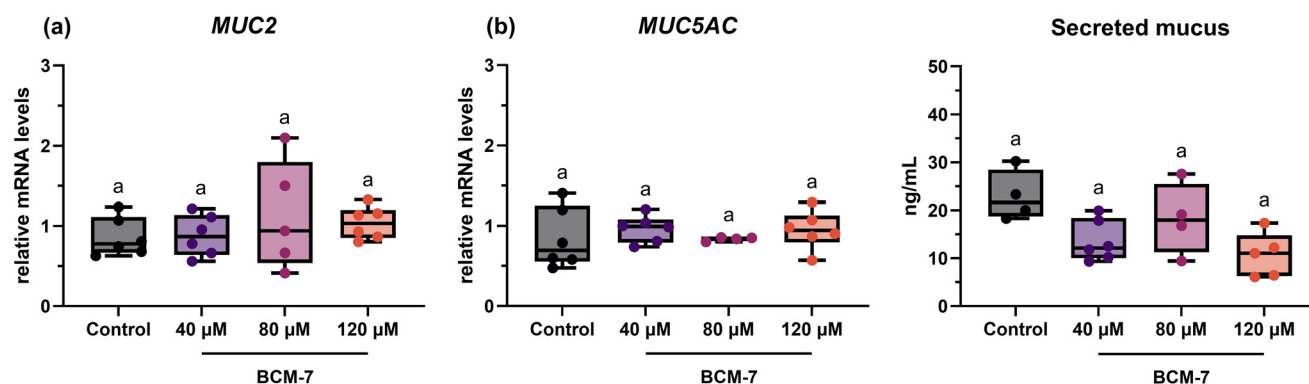 (a)
MUC2
relative mRNA levels
3
2
1
0
a
a
a
a
Control
40 µM
80 µM
120 µM
BCM-7
(b)
MUC5AC
relative mRNA levels
3
2
1
0
a
a
a
a
Control
40 µM
80 µM
120 µM
BCM-7
Secreted mucus
ng/mL
50
40
30
20
10
0
a
a
a
a
Control
40 µM
80 µM
120 µM
BCM-7